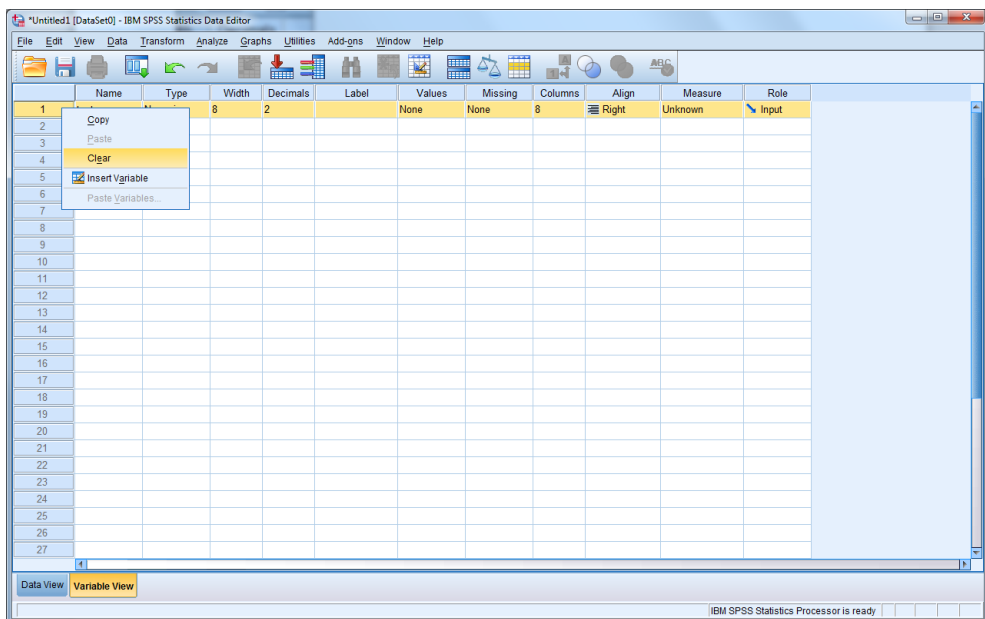 *Untitled1 [DataSet0] - IBM SPSS Statistics Data Editor
File Edit View Data Transform Analyze Graphs Utilities Add-ons Window Help
Name Type Width Decimals Label Values Missing Columns Align Measure Role
1 8 2 None None 8 Right Unknown Input
2 Copy
3 Paste
4 Clear
5 Insert Variable
6 Paste Variables...
7
8
9
10
11
12
13
14
15
16
17
18
19
20
21
22
23
24
25
26
27
Data View Variable View
IBM SPSS Statistics Processor is ready